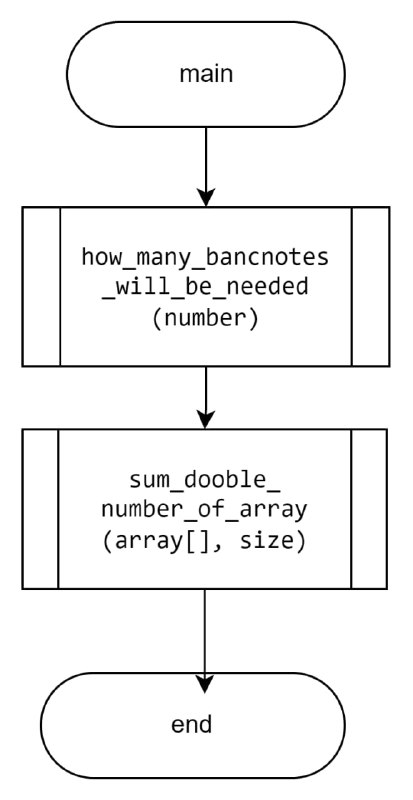 main
how_many_bancnotes
_will_be_needed
(number)
sum_dooble_
number_of_array
(array[], size)
end